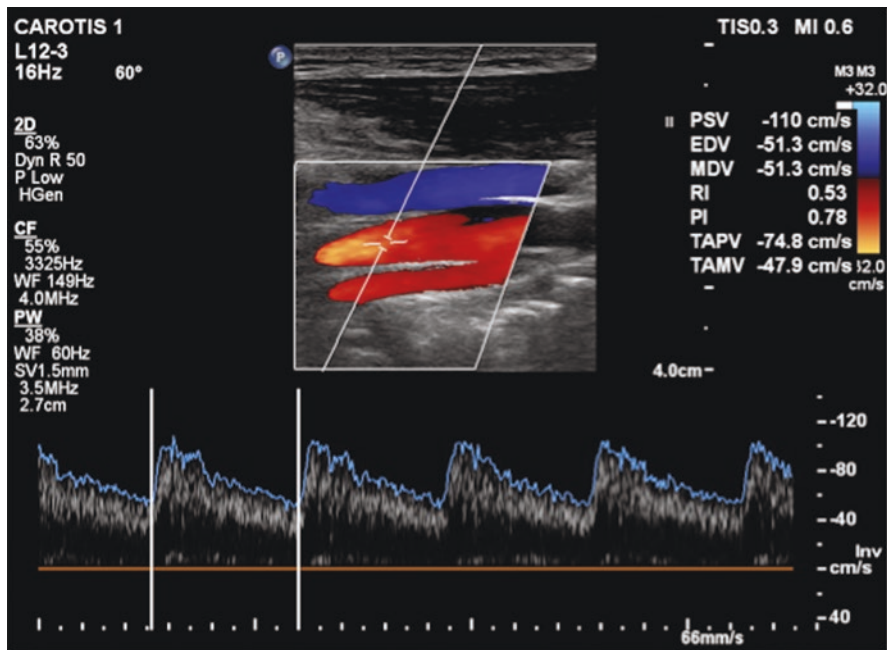 CAROTIS 1
TIS0.3 MI 0.6
L12-3
16Hz 60°
P
M3 M3
+32.0
2D
63%
Dyn R 50
P Low
HGen
CF
55%
3325Hz
WF 149Hz
4.0MHz
PW
38%
WF 60Hz
SV1.5mm
3.5MHz
2.7cm
PSV -110 cm/s
EDV -51.3 cm/s
MDV -51.3 cm/s
RI 0.53
PI 0.78
TAPV -74.8 cm/s
TAMV -47.9 cm/s
cm/s
4.0cm
-120
-80
-40
Inv
cm/s
40
66mm/s